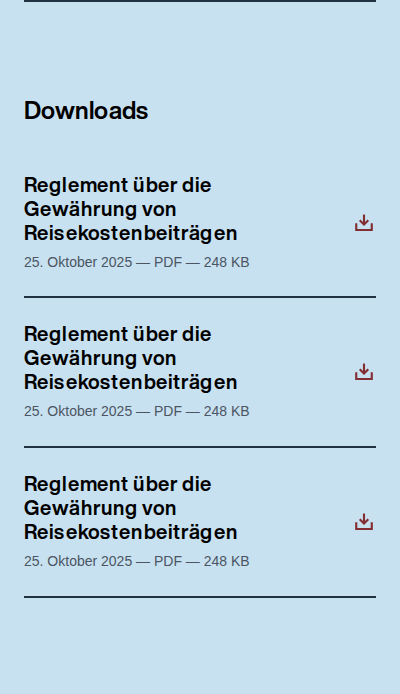 Downloads
Reglement über die
Gewährung von
Reisekostenbeiträgen
25. Oktober 2025 — PDF — 248 KB
Reglement über die
Gewährung von
Reisekostenbeiträgen
25. Oktober 2025 — PDF — 248 KB
Reglement über die
Gewährung von
Reisekostenbeiträgen
25. Oktober 2025 — PDF — 248 KB